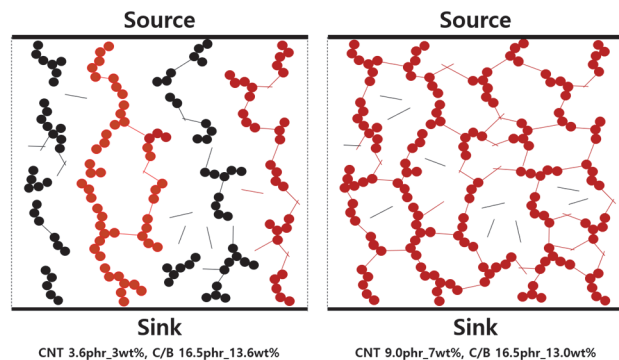 Source
Source
Sink
Sink
CNT 3.6phr_3wt%, C/B 16.5phr_13.6wt%
CNT 9.0phr_7wt%, C/B 16.5phr_13.0wt%